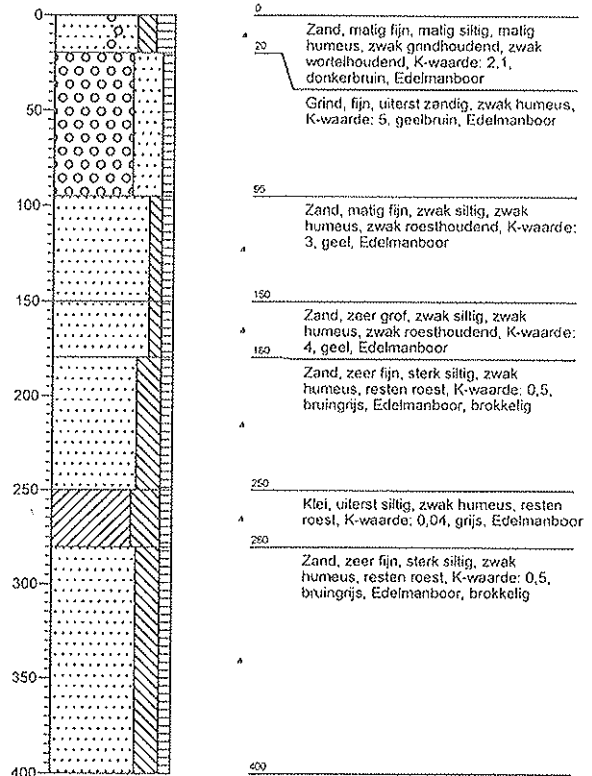 0
50
100
150
200
250
300
350
400
0
Zand, matig fijn, matig siltig, matig
humeus, zwak grindhoudend, zwak
wortelhoudend, K-waarde: 2,1,
donkerbruin, Edelmanboor
20
Grind, fijn, uiterst zandig, zwak humeus,
K-waarde: 5, geelbruin, Edelmanboor
95
Zand, matig fijn, zwak siltig, zwak
humeus, zwak roesthoudend, K-waarde:
3, geel, Edelmanboor
150
Zand, zeer grof, zwak siltig, zwak
humeus, zwak roesthoudend, K-waarde:
4, geel, Edelmanboor
180
Zand, zeer fijn, sterk siltig, zwak
humeus, resten roest, K-waarde: 0,5,
bruingrijs, Edelmanboor, brokkelig
250
Klei, uiterst siltig, zwak humeus, resten
roest, K-waarde: 0,04, grijs, Edelmanboor
280
Zand, zeer fijn, sterk siltig, zwak
humeus, resten roest, K-waarde: 0,5,
bruingrijs, Edelmanboor, brokkelig
400